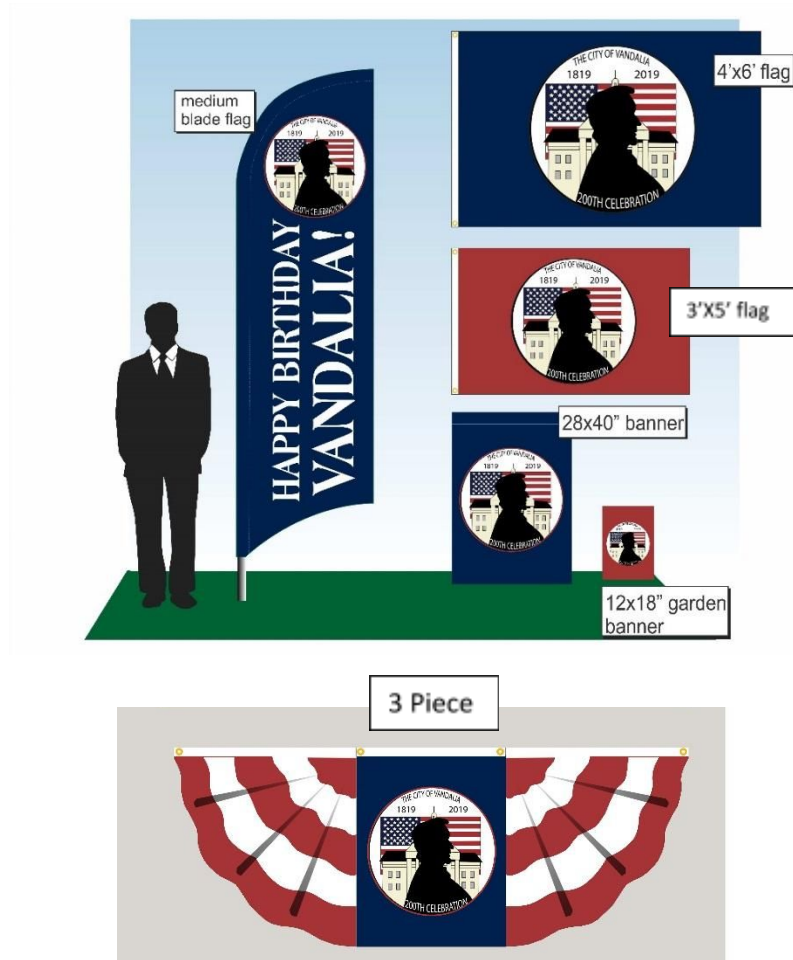 medium
blade flag
THE CITY OF VANDALIA
1819 2019
200TH CELEBRATION
HAPPY BIRTHDAY
VANDALIA!
THE CITY OF VANDALIA
1819 2019
200TH CELEBRATION
4'x6' flag
THE CITY OF VANDALIA
1819 2019
200TH CELEBRATION
3'X5' flag
28x40” banner
THE CITY OF VANDALIA
1819 2019
200TH CELEBRATION
12x18” garden
banner
3 Piece
THE CITY OF VANDALIA
1819 2019
200TH CELEBRATION